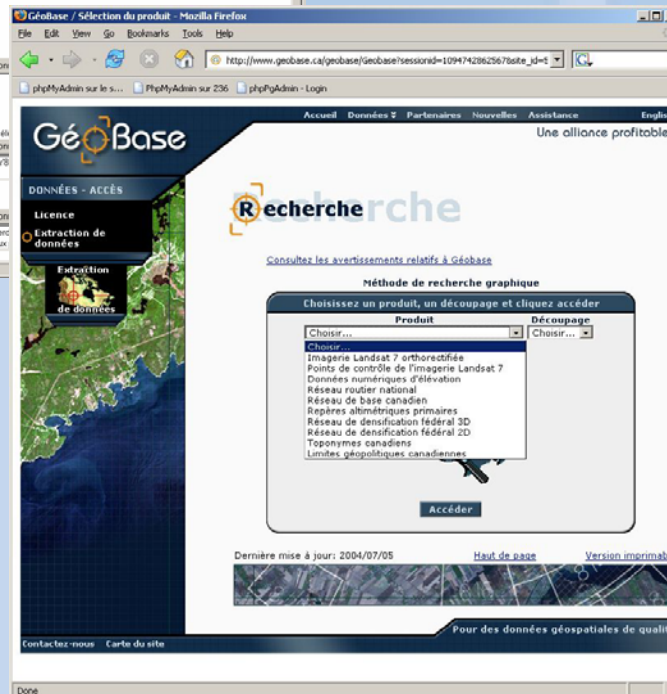 GéoBase / Sélection du produit - Mozilla Firefox
File Edit View Go Bookmarks Tools Help
http://www.geobase.ca/geobase/Geobase?sessionid=10947428625678&site_id=
phpMyAdmin sur le s... PhpMyAdmin sur 236 phpPgAdmin - Login
Accueil Données Partenaires Nouvelles Assistance Englis
GéoBase
Une alliance profitable
DONNÉES - ACCÈS
Licence
Extraction de
données
Extraction
de données
Recherche
Consultez les avertissements relatifs à Géobase
Méthode de recherche graphique
Choisissez un produit, un découpage et cliquez accéder
Produit Découpage
Choisir... Choisir...
Choisir...
Imagerie Landsat 7 orthorectifiée
Points de contrôle de l'imagerie Landsat 7
Données numériques d'élévation
Réseau routier national
Réseau de base canadien
Repères altimétriques primaires
Réseau de densification fédéral 3D
Réseau de densification fédéral 2D
Toponymes canadiens
Limites géopolitiques canadiennes
Accéder
Dernière mise à jour: 2004/07/05 Haut de page Version imprimab
Pour des données géospatiales de qualit
Contactez-nous Carte du site
Done